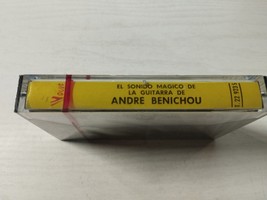 EL SONIDO MAGICO DE
LA GUITARRA DE
ANDRE BENICHOU